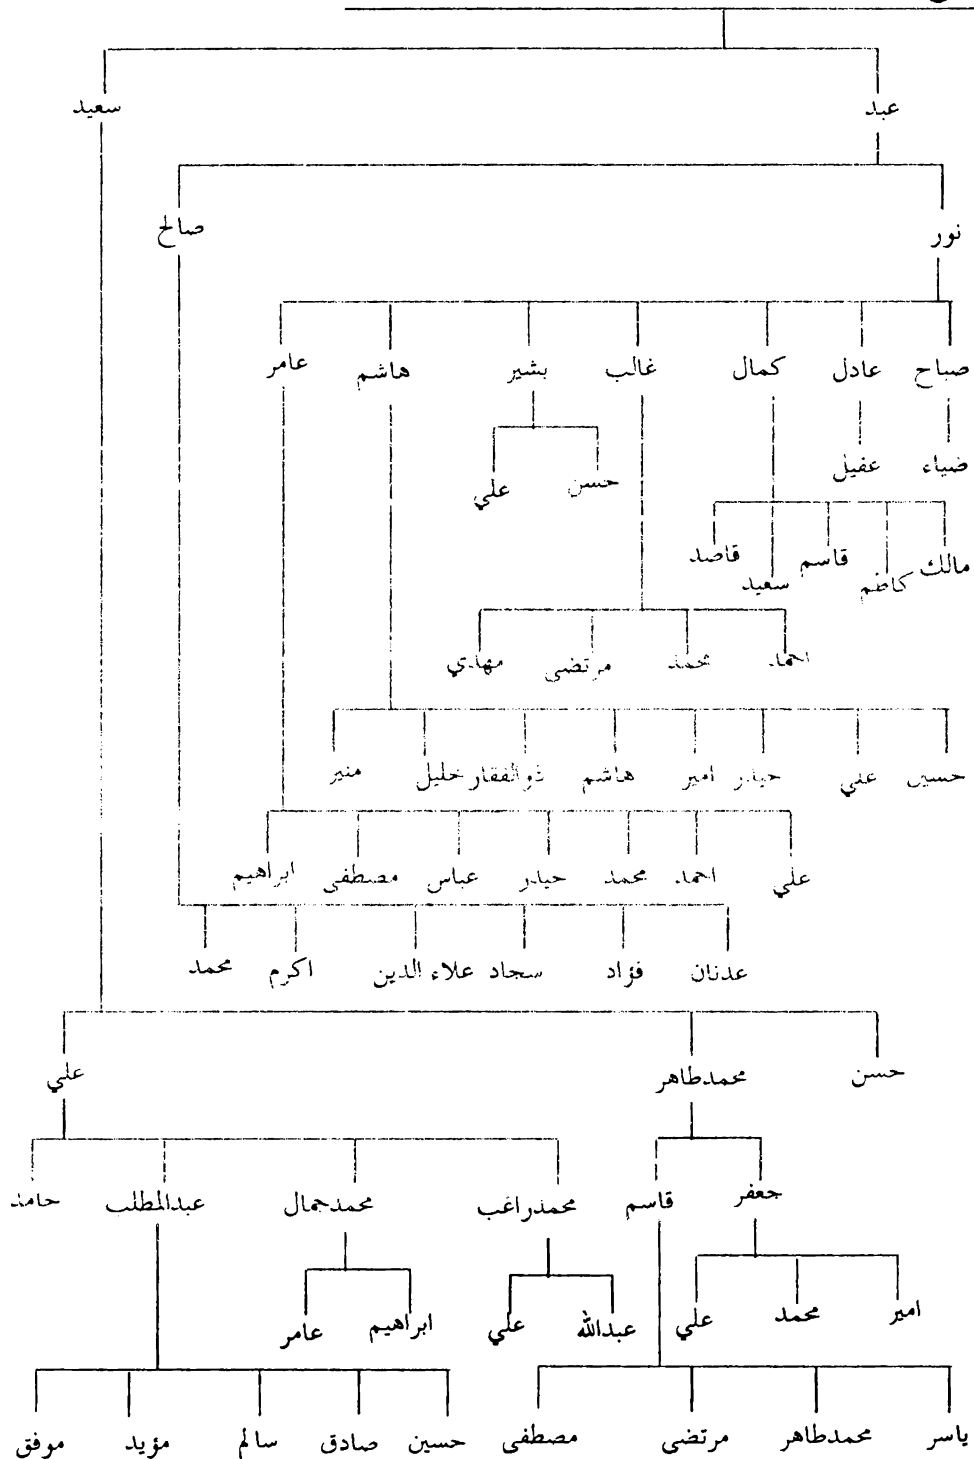 عبد سعيد
نور صالح
صباح عادل كمال غالب بشير هاشم عامر
ضياء عقيل حسن علي
مالك كاظم قاسم سعيد قاصد
احمد محمد مرتضى مهدي
حسين علي حيدر امير هاشم ذوالفقار خليل منير
علي احمد محمد حيدر عباس مصطفى ابراهيم
عدنان فؤاد سجاد علاء الدين اكرم محمد
حسن محمدطاهر علي
جعفر قاسم محمدراغب محمدجمال عبدالمطلب حامد
امير محمد علي عبدالله علي ابراهيم عامر
ياسر محمدطاهر مرتضى مصطفى حسين صادق سالم مؤيد موفق